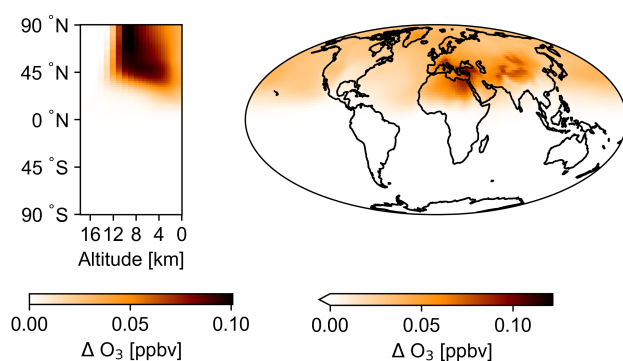 90 °N
45 °N
0 °N
45 °S
90 °S
16 12 8 4 0
Altitude [km]
0.00 0.05 0.10
Δ O₃ [ppbv]
0.00 0.05 0.10
Δ O₃ [ppbv]